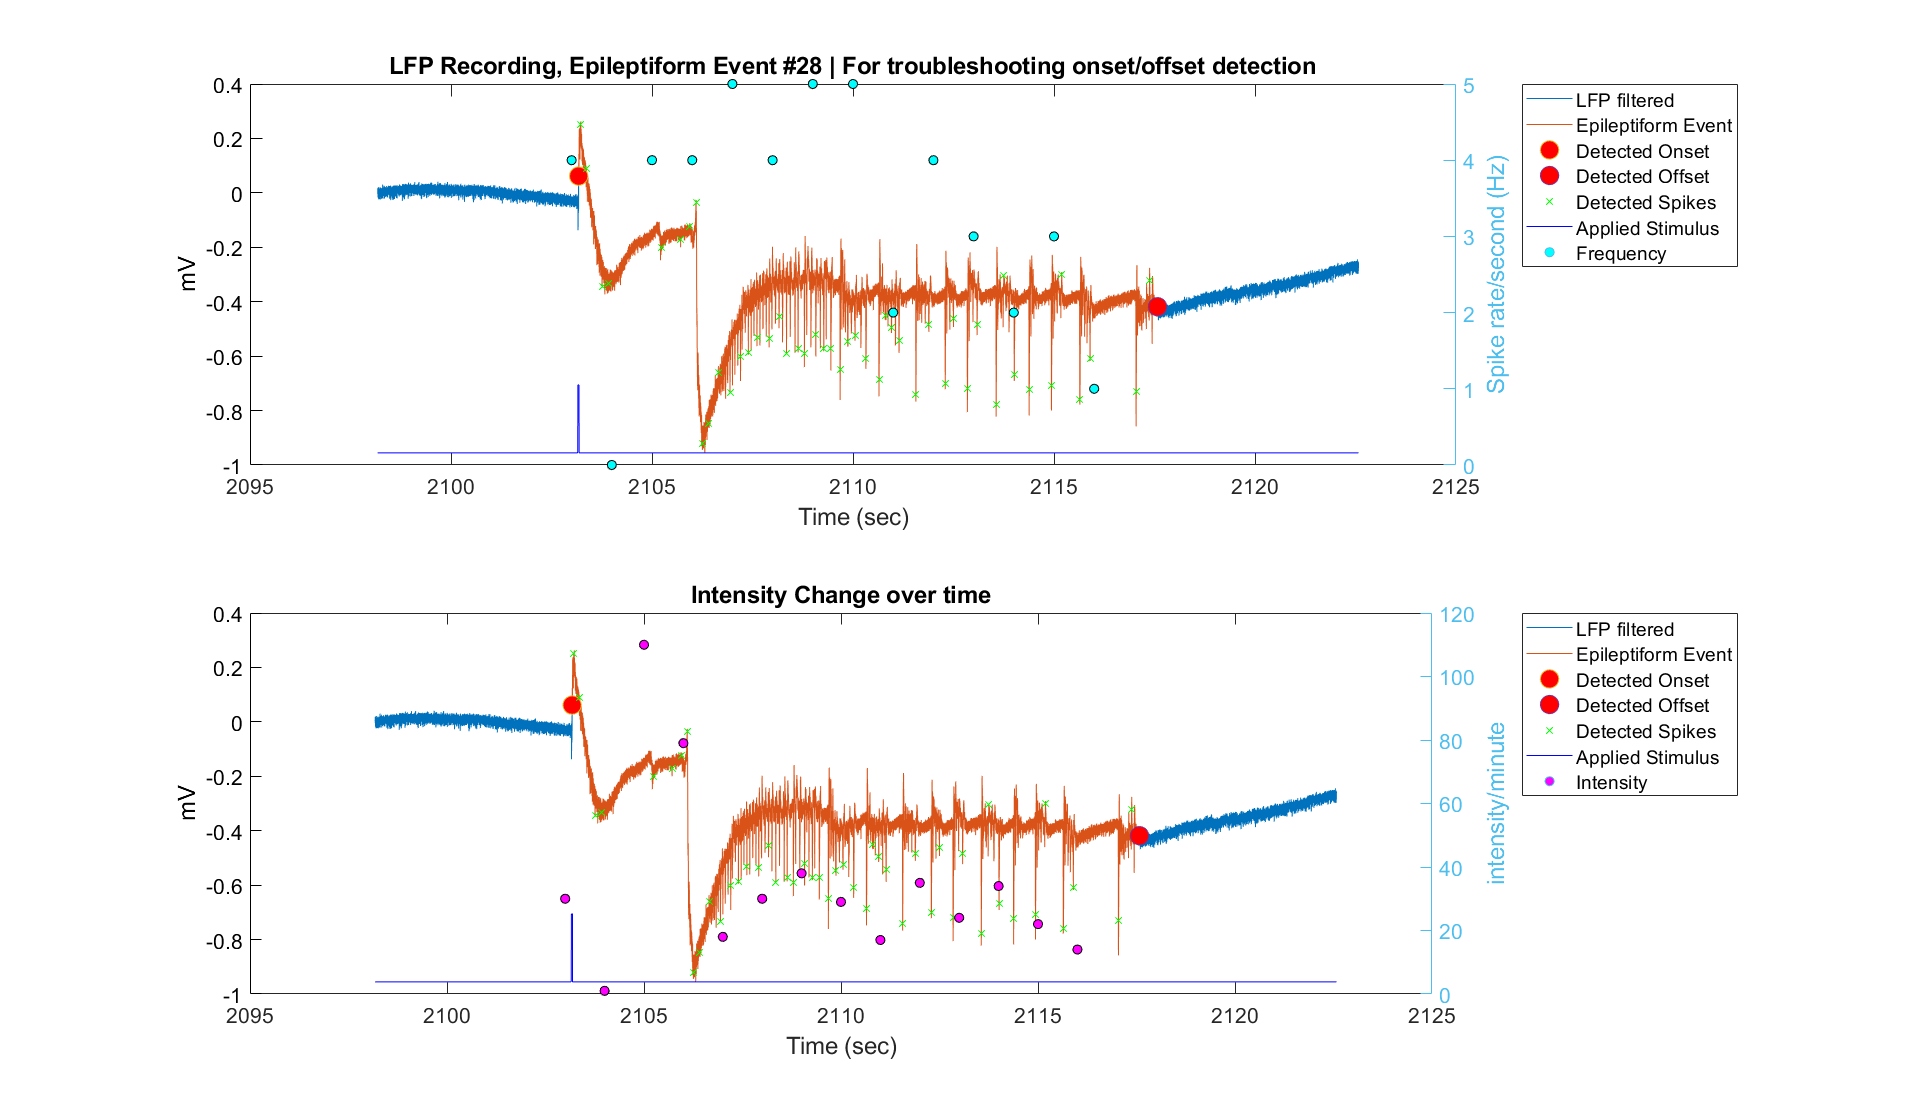 LFP Recording, Epileptiform Event #28 | For troubleshooting onset/offset detection
0.4
0.2
0
-0.2
-0.4
-0.6
-0.8
-1
mV
2095 2100 2105 2110 2115 2120 2125
Time (sec)
5
4
3
2
1
0
Spike rate/second (Hz)
LFP filtered
Epileptiform Event
Detected Onset
Detected Offset
Detected Spikes
Applied Stimulus
Frequency
Intensity Change over time
0.4
0.2
0
-0.2
-0.4
-0.6
-0.8
-1
mV
2095 2100 2105 2110 2115 2120 2125
Time (sec)
120
100
80
60
40
20
0
intensity/minute
LFP filtered
Epileptiform Event
Detected Onset
Detected Offset
Detected Spikes
Applied Stimulus
Intensity